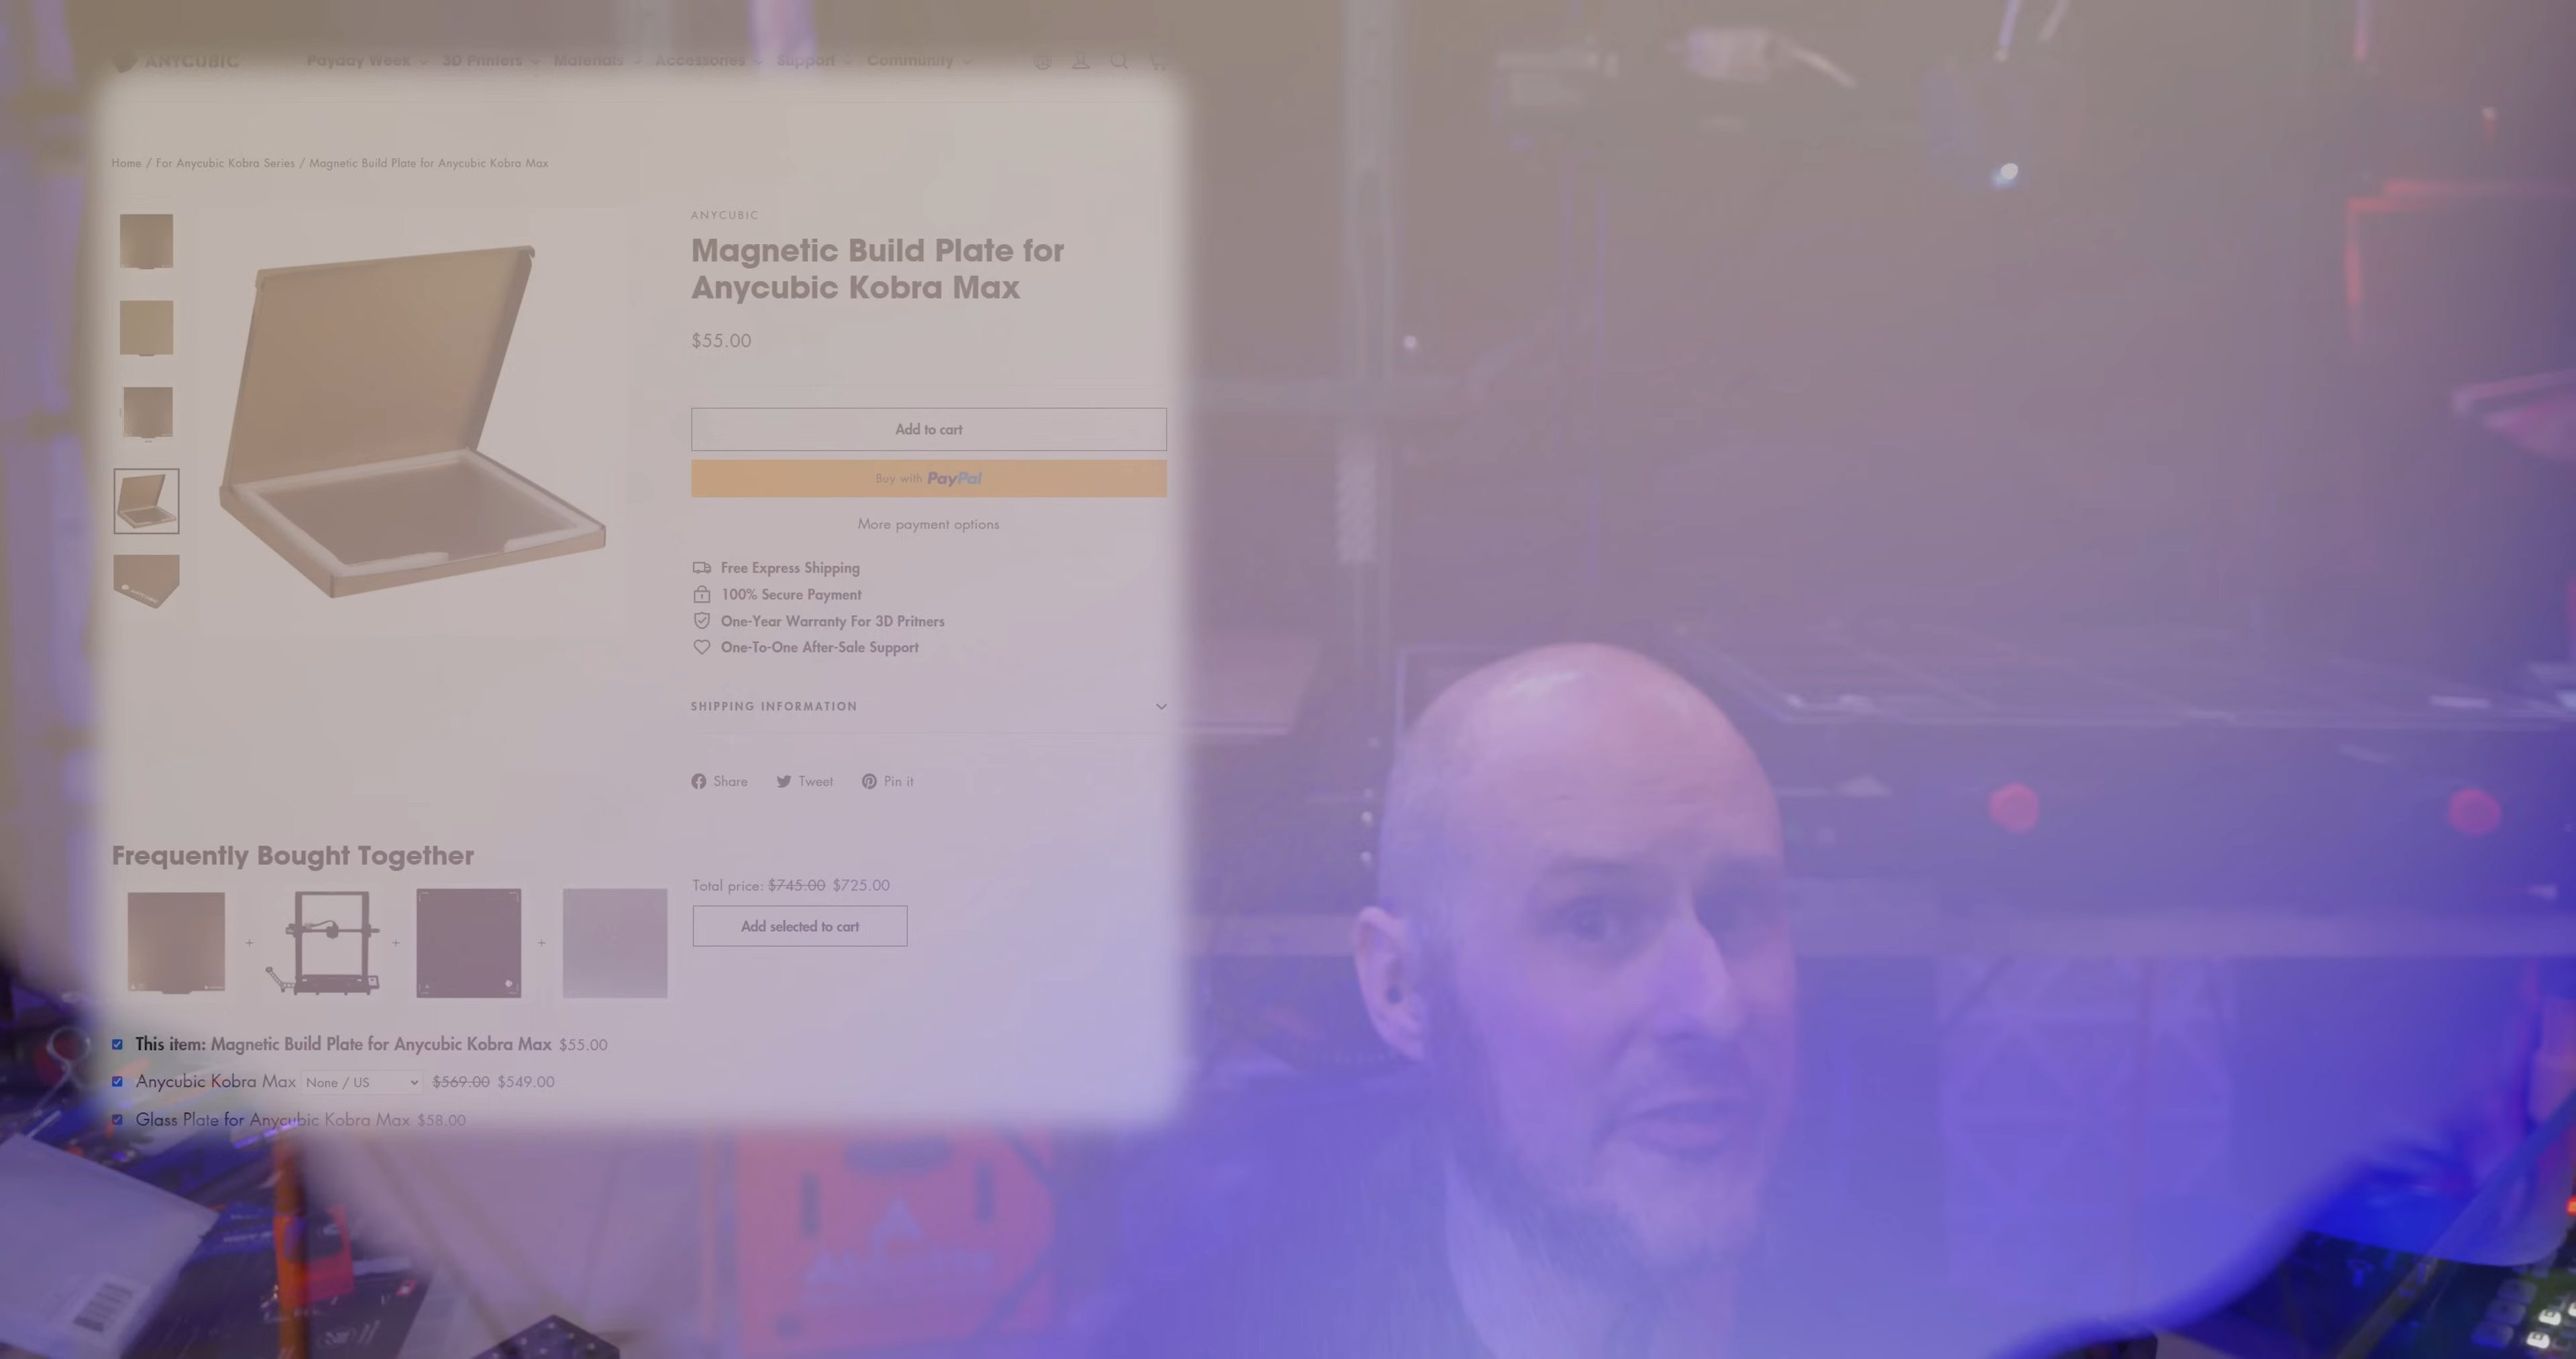 ANYCUBIC
Payday Week 3D Printers Materials Accessories Support Community
Home / For Anycubic Kobra Series / Magnetic Build Plate for Anycubic Kobra Max
ANYCUBIC
Magnetic Build Plate for
Anycubic Kobra Max
$55.00
Add to cart
Buy with PayPal
More payment options
Free Express Shipping
100% Secure Payment
One-Year Warranty For 3D Pritners
One-To-One After-Sale Support
SHIPPING INFORMATION
Share Tweet Pin it
Frequently Bought Together
Total price: $745.00 $725.00
Add selected to cart
+ + +
This item: Magnetic Build Plate for Anycubic Kobra Max $55.00
Anycubic Kobra Max None / US $569.00 $549.00
Glass Plate for Anycubic Kobra Max $58.00